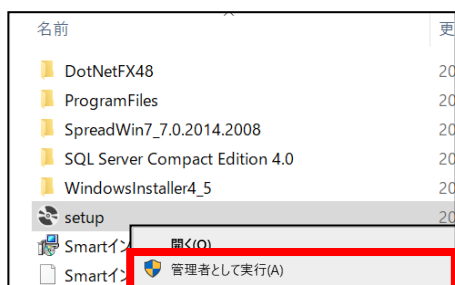 名前
更
DotNetFX48
20
ProgramFiles
20
SpreadWin7_7.0.2014.2008
20
SQL Server Compact Edition 4.0
20
WindowsInstaller4_5
20
setup
20
Smartイン
開く(O)
Smartイン
管理者として実行(A)